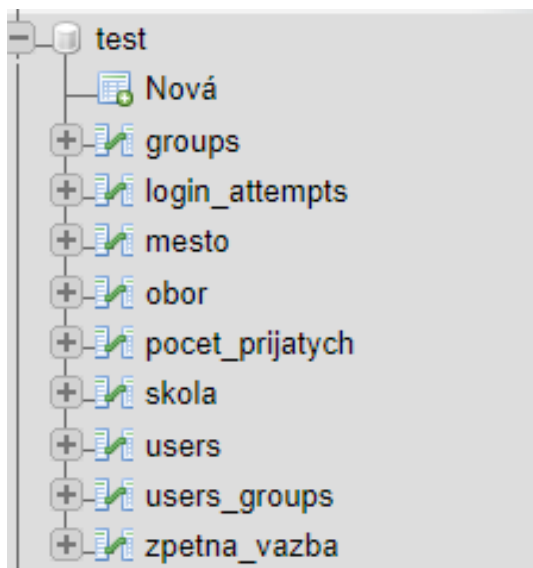 test
Nová
groups
login_attempts
mesto
obor
pocet_prijatych
skola
users
users_groups
zpetna_vazba